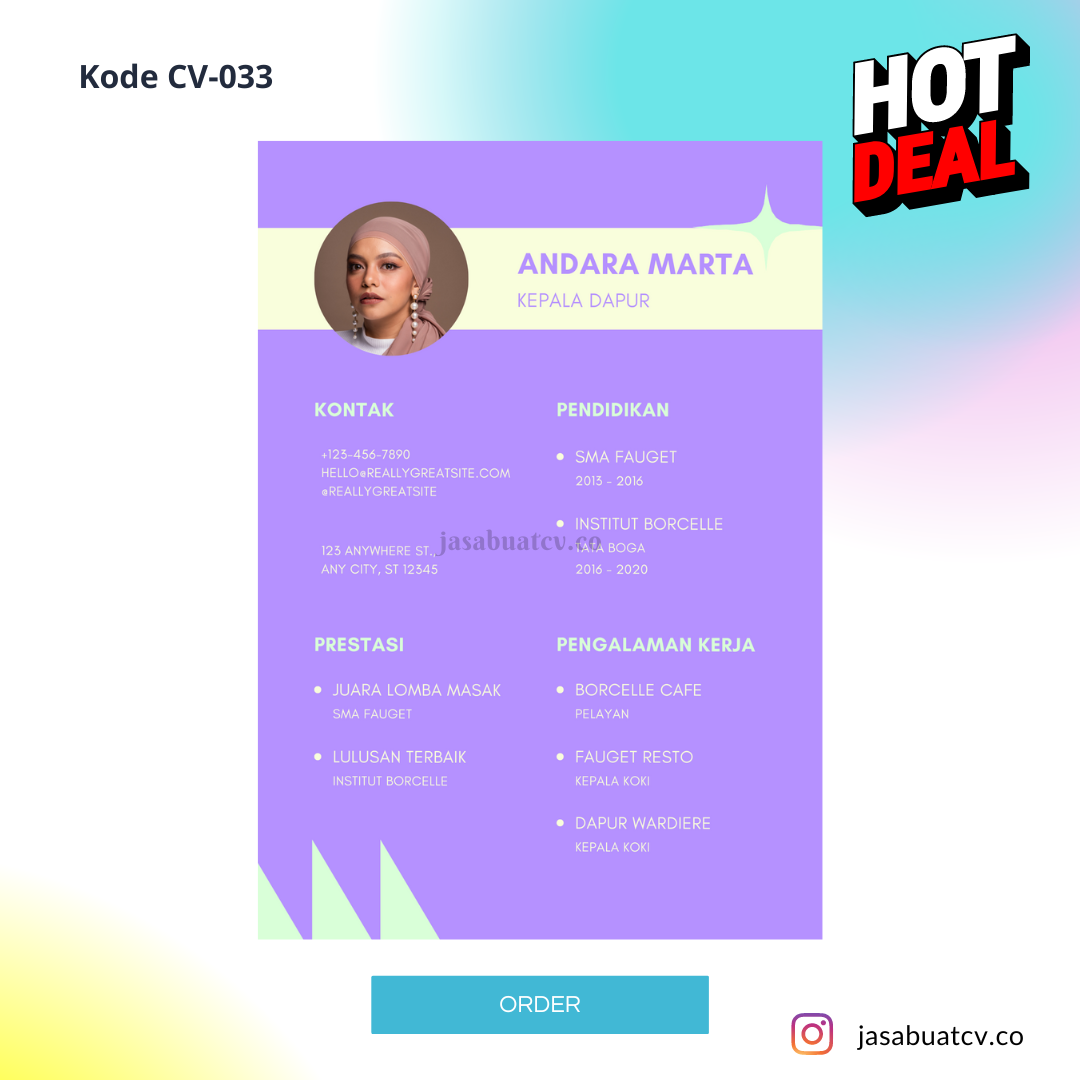 Kode CV-033
HOT
DEAL
ANDARA MARTA
KEPALA DAPUR
KONTAK
+123-456-7890
HELLO@REALLYGREATSITE.COM
@REALLYGREATSITE
123 ANYWHERE ST.,
ANY CITY, ST 12345
PENDIDIKAN
SMA FAUGET
2013 - 2016
INSTITUT BORCELLE
TATA BOGA
2016 - 2020
jasabuatcv.co
PRESTASI
JUARA LOMBA MASAK
SMA FAUGET
LULUSAN TERBAIK
INSTITUT BORCELLE
PENGALAMAN KERJA
BORCELLE CAFE
PELAYAN
FAUGET RESTO
KEPALA KOKI
DAPUR WARDIERE
KEPALA KOKI
ORDER
jasabuatcv.co